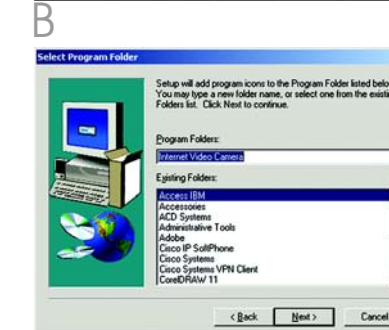 B
Select Program Folder
Setup will add program icons to the Program Folder listed belo
You may type a new folder name, or select one from the existi
Folders list. Click Next to continue.
Program Folders:
Internet Video Camera
Existing Folders:
Access IBM
Accessories
ACD Systems
Administrative Tools
Adobe
Cisco IP SoftPhone
Cisco Systems
Cisco Systems VPN Client
CorelDRAW 11
< Back Next > Cancel